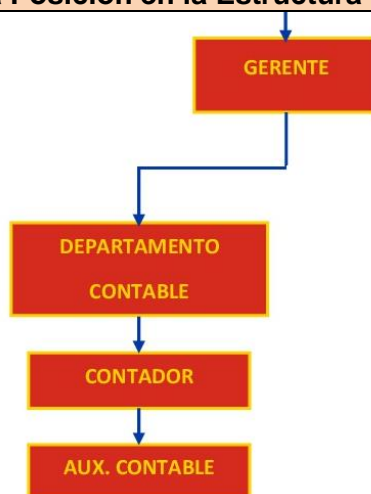 Posición en la Estructura
GERENTE
DEPARTAMENTO
CONTABLE
CONTADOR
AUX. CONTABLE